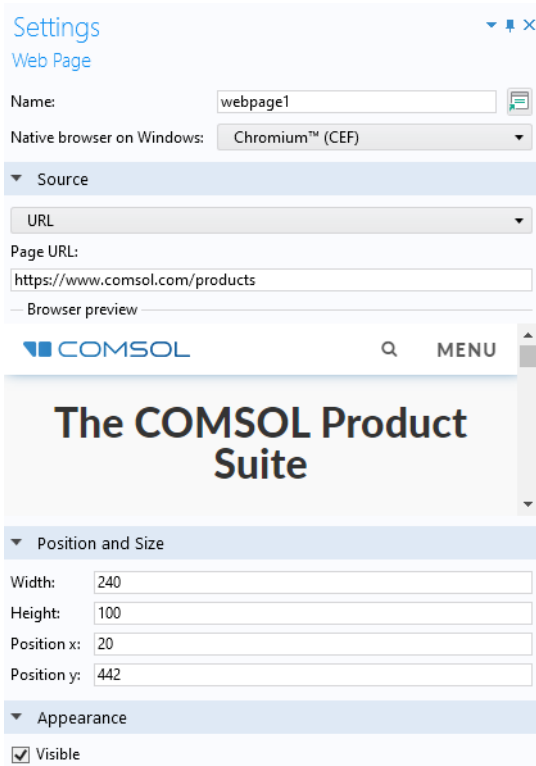 Settings
Web Page
Name: webpage1
Native browser on Windows: Chromium™ (CEF)
Source
URL
Page URL:
https://www.comsol.com/products
Browser preview
COMSOL MENU
The COMSOL Product
Suite
Position and Size
Width: 240
Height: 100
Position x: 20
Position y: 442
Appearance
Visible